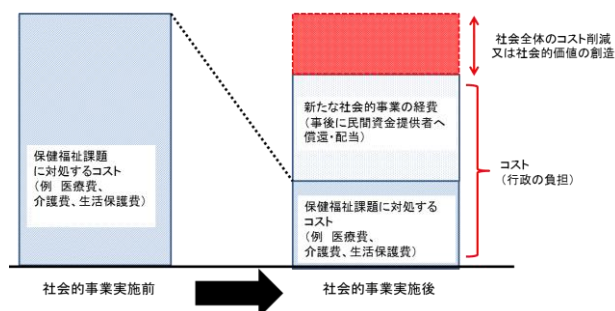 社会全体のコスト削減
又は社会的価値の創造
新たな社会的事業の経費
(事後に民間資金提供者へ
償還・配当)
保健福祉課題
に対処するコスト
(例 医療費、
介護費、生活保護費)
コスト
(行政の負担)
保健福祉課題に対処する
コスト
(例 医療費、
介護費、生活保護費)
社会的事業実施前
社会的事業実施後